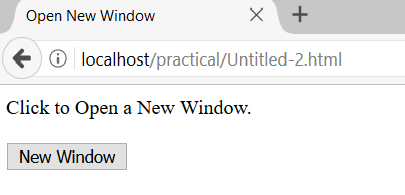 Open New Window
localhost/practical/Untitled-2.html
Click to Open a New Window.
New Window